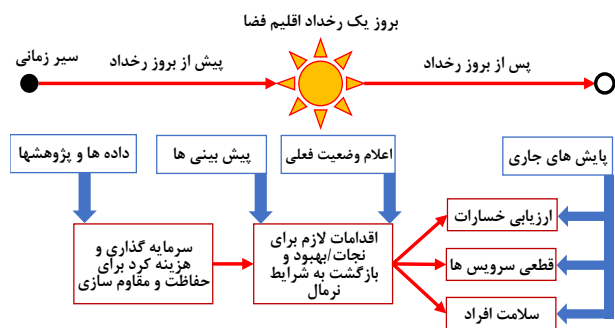 بروز یک رخداد اقلیم فضا
سیر زمانی
پیش از بروز رخداد
پس از بروز رخداد
داده ها و پژوهشها
پیش بینی ها
اعلام وضعیت فعلی
پایش های جاری
سرمایه گذاری و
هزینه کرد برای
حفاظت و مقاوم سازی
اقدامات لازم برای
نجات/بهبود و
بازگشت به شرایط
نرمال
ارزیابی خسارات
قطعی سرویس ها
سلامت افراد